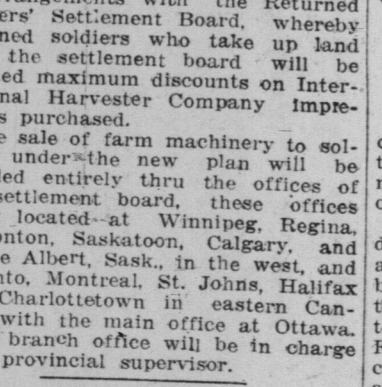 rangements with the Returned
ers' Settlement Board, whereby
ned soldiers who take up land
the settlement board will be
ed maximum discounts on Inter-
nal Harvester Company impre-
s purchased.
e sale of farm machinery to sol-
under the new plan will be
led entirely thru the offices of
settlement board, these offices
located at Winnipeg, Regina,
onton, Saskatoon, Calgary, and
e Albert, Sask., in the west, and
nto, Montreal, St. Johns, Halifax
Charlottetown in eastern Can-
with the main office at Ottawa.
branch office will be in charge
provincial supervisor.